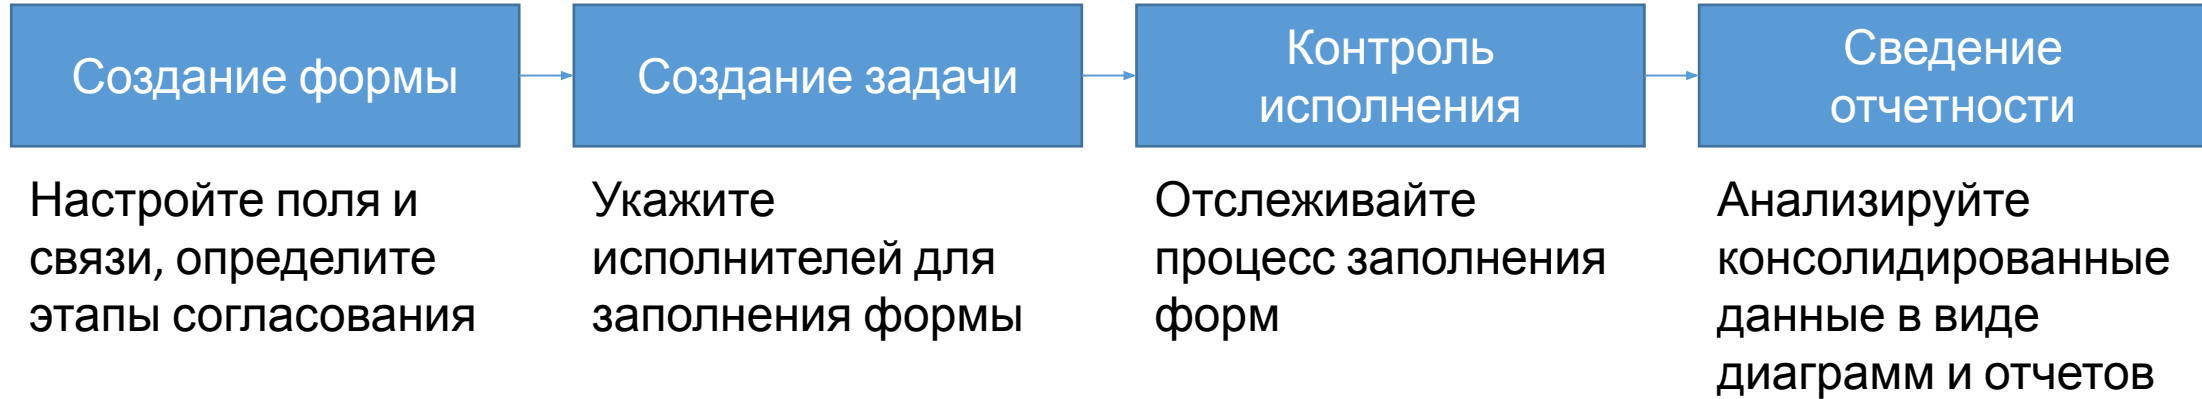 Создание формы
Создание задачи
Контроль
исполнения
Сведение
отчетности
Настройте поля и
связи, определите
этапы согласования
Укажите
исполнителей для
заполнения формы
Отслеживайте
процесс заполнения
форм
Анализируйте
консолидированные
данные в виде
диаграмм и отчетов